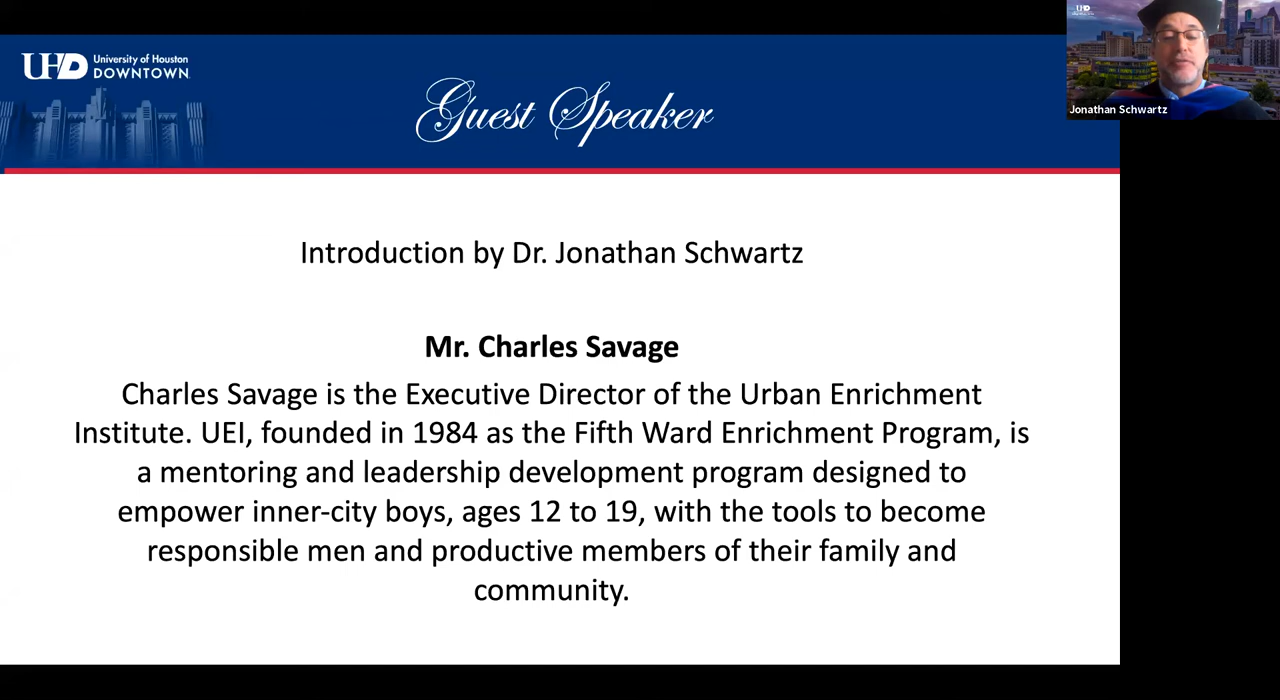 UHD University of Houston
DOWNTOWN
Guest Speaker
UHD
Jonathan Schwartz
Introduction by Dr. Jonathan Schwartz
Mr. Charles Savage
Charles Savage is the Executive Director of the Urban Enrichment
Institute. UEI, founded in 1984 as the Fifth Ward Enrichment Program, is
a mentoring and leadership development program designed to
empower inner-city boys, ages 12 to 19, with the tools to become
responsible men and productive members of their family and
community.